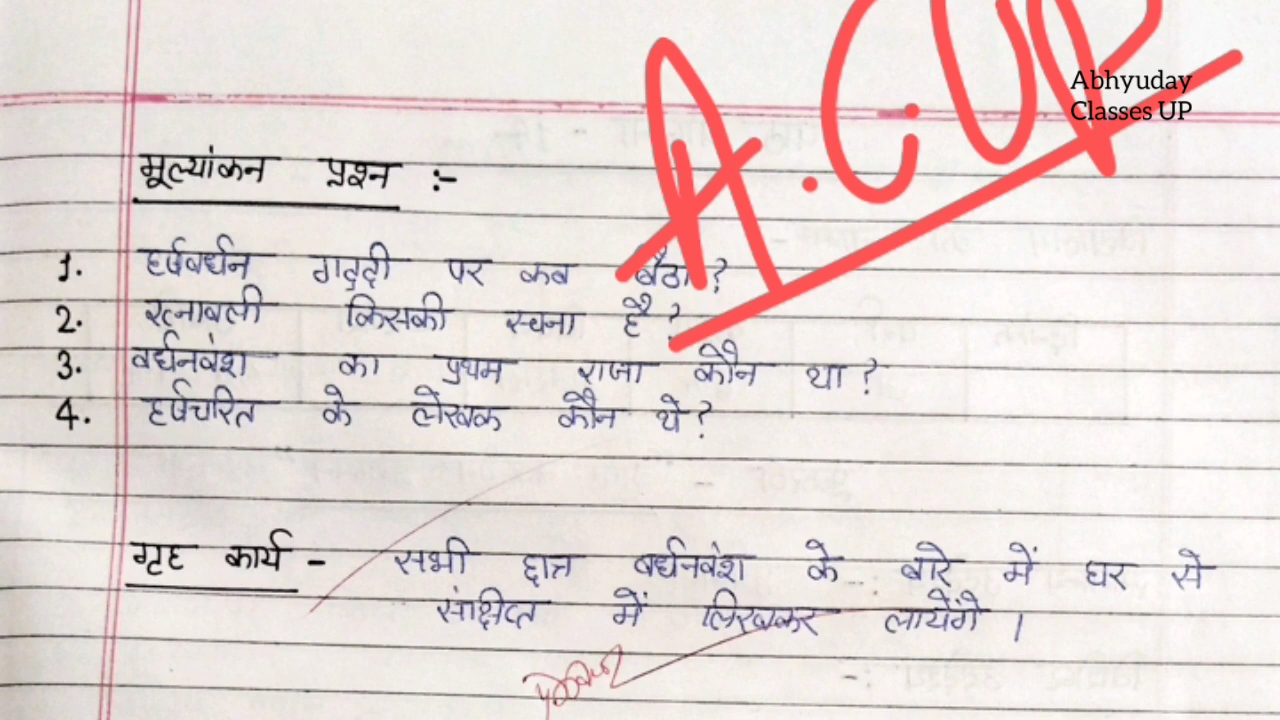 A.CUP
Abhyuday
Classes UP
मूल्यांकन प्रश्न :-
1. हर्षवर्धन गद्दी पर कब बैठा ?
2. रत्नावली किसकी रचना है ?
3. वर्धनवंश का प्रथम राजा कौन था ?
4. हर्षचरित के लेखक कौन थे ?
गृह कार्य - सभी छात्र वर्धनवंश के बारे में घर से
संक्षिप्त में लिखकर लायेंगे ।